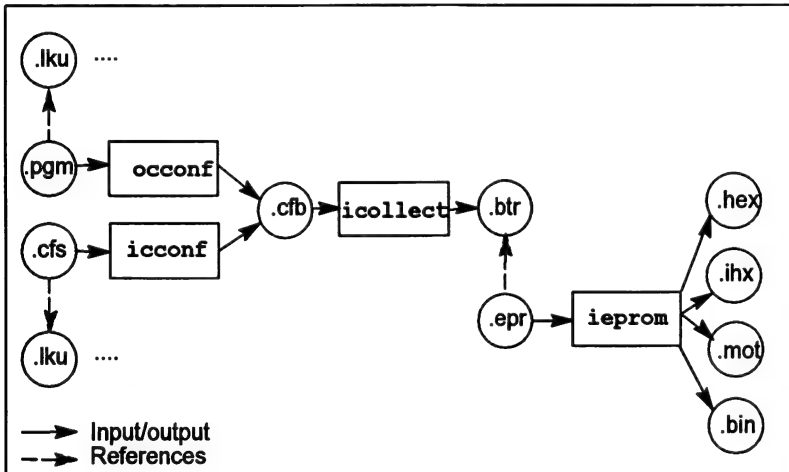 .lku ....
.pgm
occonf
.cfb
icollect
.btr
.cfs
icconf
.lku ....
.epr
ieprom
.hex
.ihx
.mot
.bin
Input/output
References